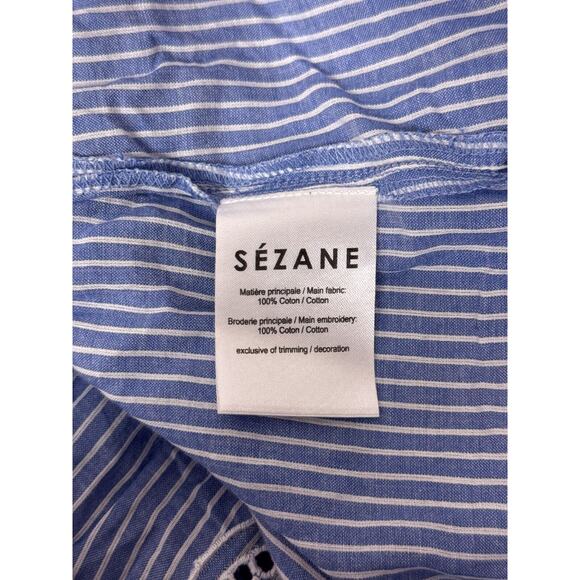 SÉZANE
Matière principale / Main fabric:
100% Coton / Cotton
Broderie principale / Main embroidery:
100% Coton / Cotton
exclusive of trimming / decoration